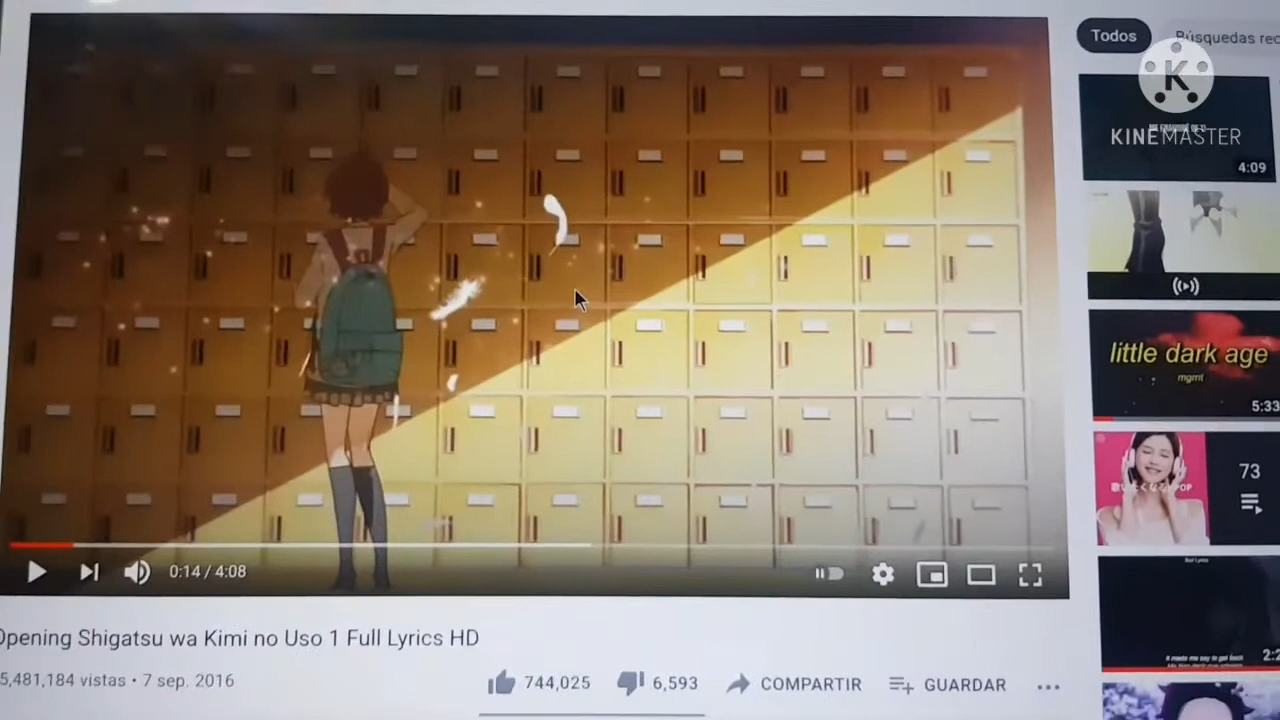 Todos
Búsquedas rec
KINEMASTER
4:09
little dark age
mgmt
5:33
73
0:14 / 4:08
Opening Shigatsu wa Kimi no Uso 1 Full Lyrics HD
5,481,184 vistas • 7 sep. 2016
744,025
6,593
COMPARTIR
GUARDAR